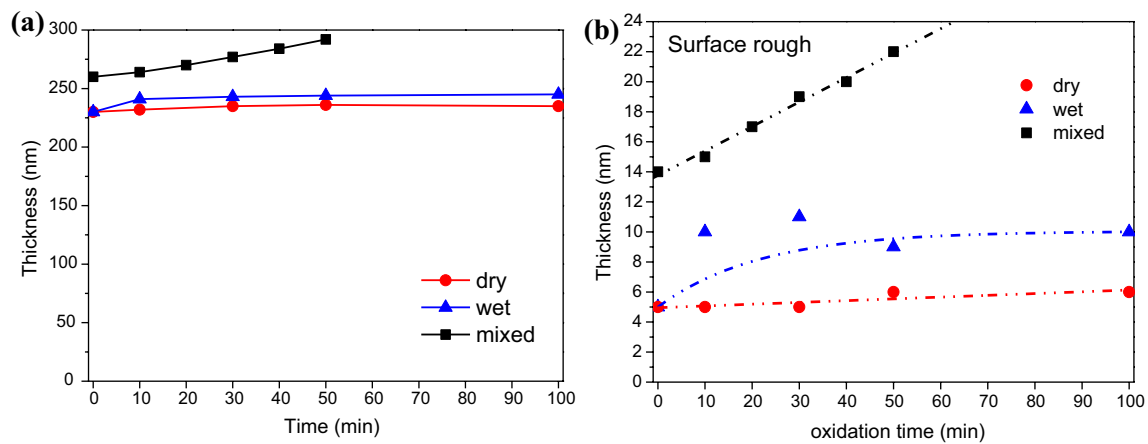 (a)
300
250
200
150
100
50
0
Thickness (nm)
dry
wet
mixed
0 10 20 30 40 50 60 70 80 90 100
Time (min)
(b)
24
22
20
18
16
14
12
10
8
6
4
2
0
Thickness (nm)
Surface rough
dry
wet
mixed
0 10 20 30 40 50 60 70 80 90 100
oxidation time (min)